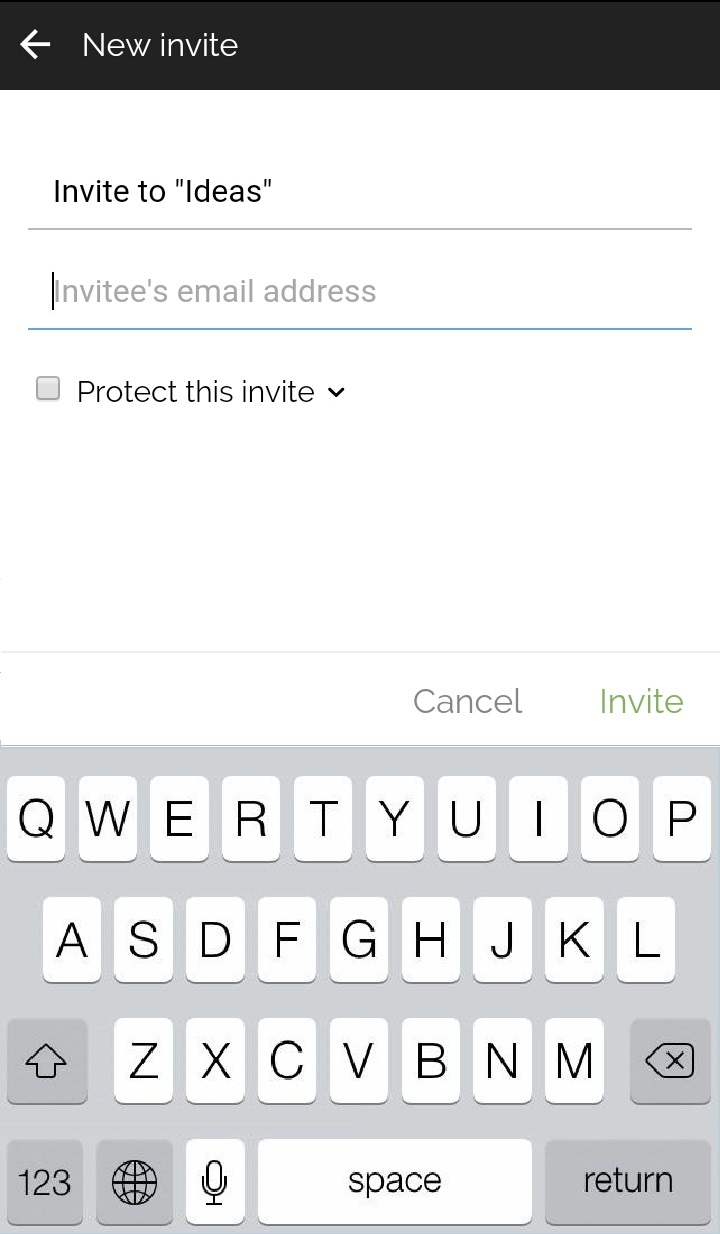 New invite
Invite to "Ideas"
Invitee's email address
Protect this invite
Cancel Invite
Q W E R T Y U I O P
A S D F G H J K L
Z X C V B N M
123 space return